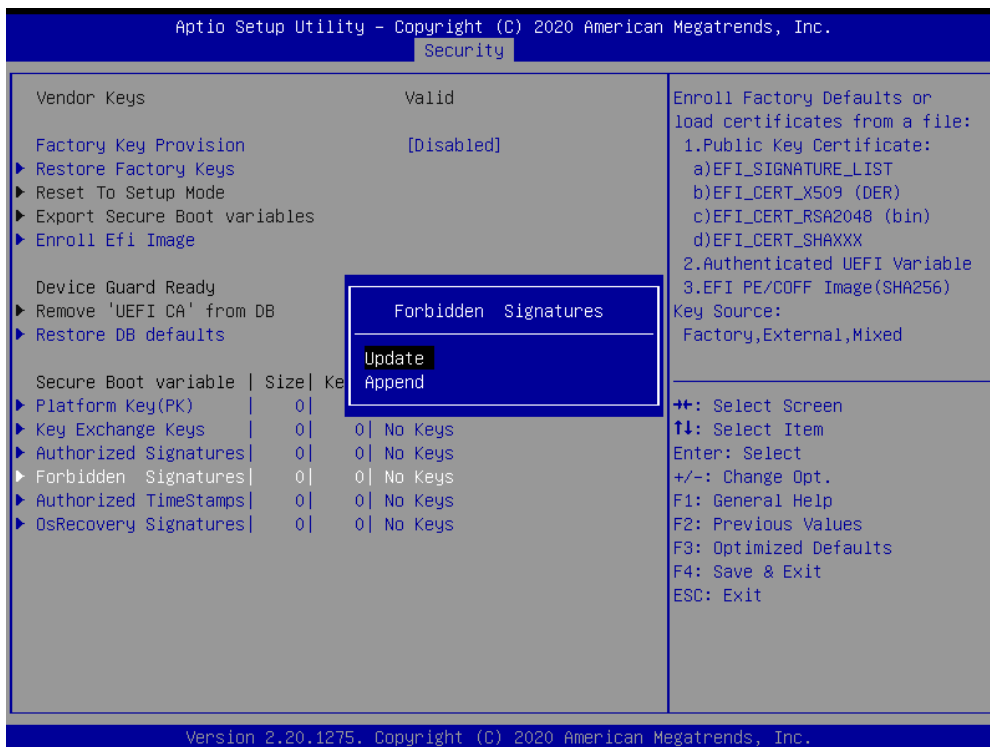 Aptio Setup Utility – Copyright (C) 2020 American Megatrends, Inc.
Security
Vendor Keys Valid
Factory Key Provision [Disabled]
Restore Factory Keys
Reset To Setup Mode
Export Secure Boot variables
Enroll Efi Image
Device Guard Ready
Remove 'UEFI CA' from DB
Restore DB defaults
Secure Boot variable | Size| Ke
Platform Key(PK) | 0|
Key Exchange Keys | 0| 0| No Keys
Authorized Signatures| 0| 0| No Keys
Forbidden Signatures| 0| 0| No Keys
Authorized TimeStamps| 0| 0| No Keys
OsRecovery Signatures| 0| 0| No Keys
Forbidden Signatures
Update
Append
Enroll Factory Defaults or
load certificates from a file:
1.Public Key Certificate:
a)EFI_SIGNATURE_LIST
b)EFI_CERT_X509 (DER)
c)EFI_CERT_RSA2048 (bin)
d)EFI_CERT_SHAXXX
2.Authenticated UEFI Variable
3.EFI PE/COFF Image(SHA256)
Key Source:
Factory,External,Mixed
→←: Select Screen
↑↓: Select Item
Enter: Select
+/-: Change Opt.
F1: General Help
F2: Previous Values
F3: Optimized Defaults
F4: Save & Exit
ESC: Exit
Version 2.20.1275. Copyright (C) 2020 American Megatrends, Inc.